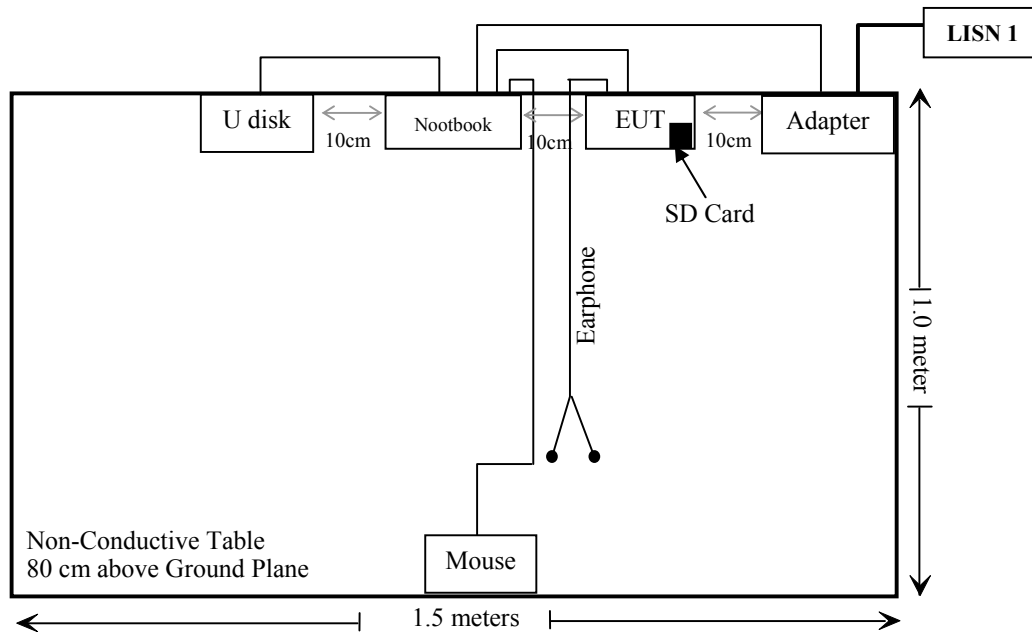 LISN 1
U disk
Nootbook
EUT
Adapter
10cm
10cm
10cm
SD Card
Earphone
1.0 meter
Non-Conductive Table
80 cm above Ground Plane
Mouse
1.5 meters